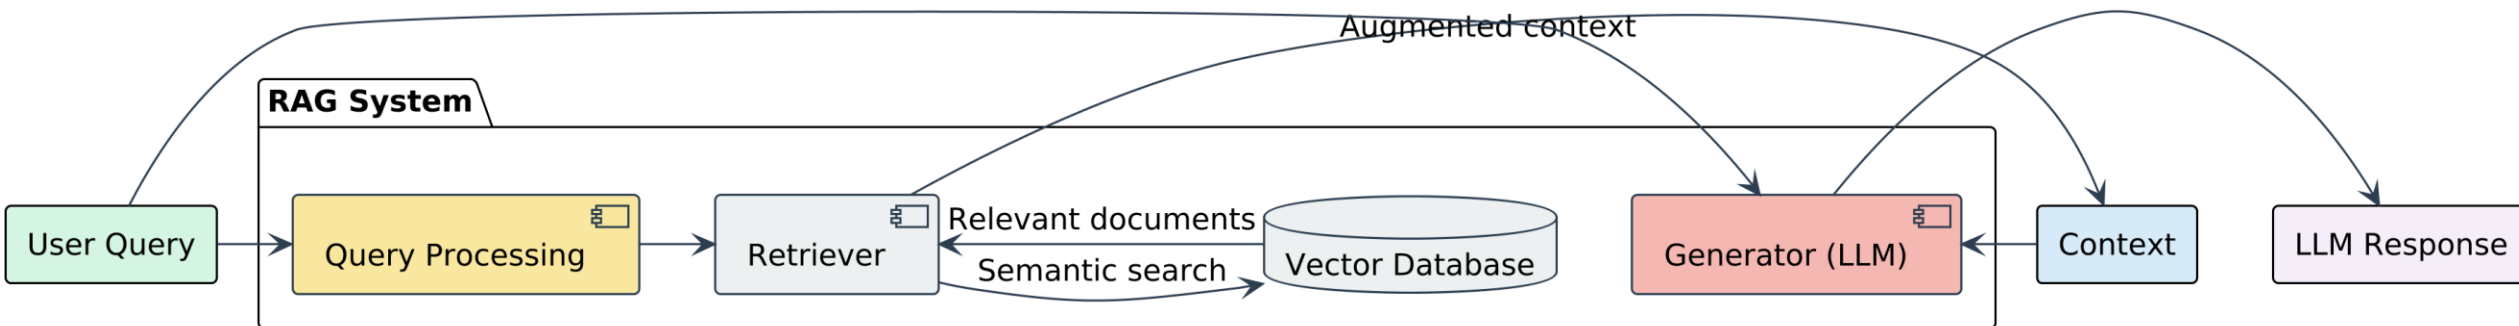 Augmented context
RAG System
User Query
Query Processing
Retriever
Relevant documents
Semantic search
Vector Database
Generator (LLM)
Context
LLM Response